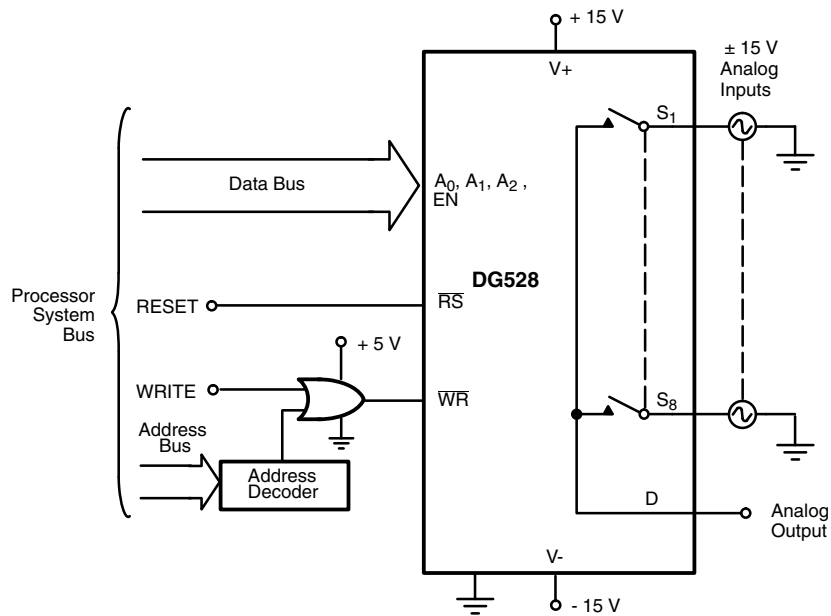 + 15 V
V+
± 15 V
Analog
Inputs
S1
Data Bus
A0, A1, A2 ,
EN
DG528
Processor
System
Bus
RESET
RS
+ 5 V
WRITE
WR
S8
Address
Bus
Address
Decoder
D
Analog
Output
V-
- 15 V